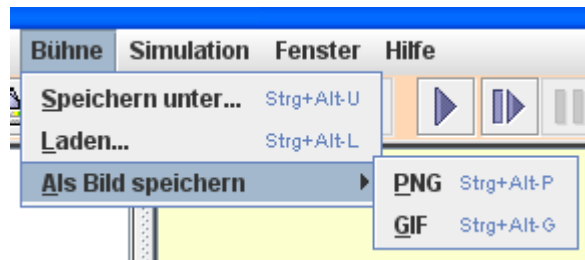 Bühne Simulation Fenster Hilfe
Speichern unter... Strg+Alt-U
Laden... Strg+Alt-L
Als Bild speichern
PNG Strg+Alt-P
GIF Strg+Alt-G